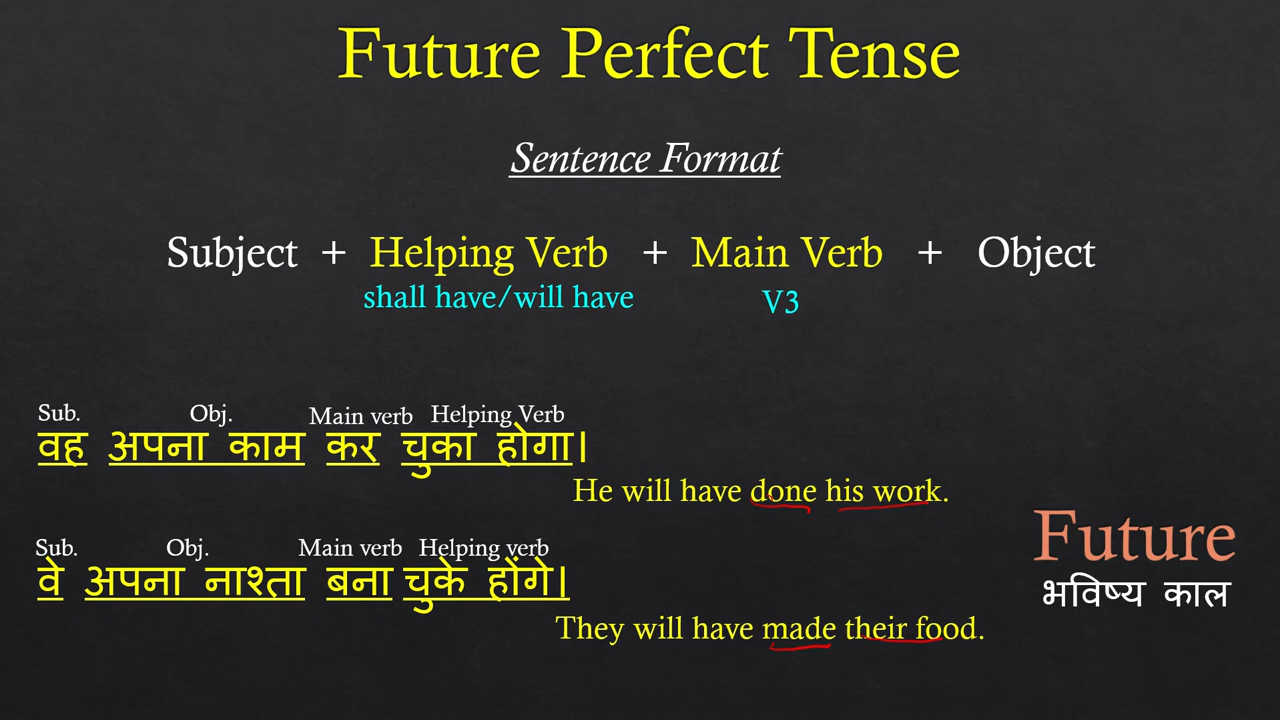 Future Perfect Tense
Sentence Format
Subject + Helping Verb + Main Verb + Object
shall have/will have V3
Sub. Obj. Main verb Helping Verb
वह अपना काम कर चुका होगा।
He will have done his work.
Sub. Obj. Main verb Helping verb
वे अपना नाश्ता बना चुके होंगे।
They will have made their food.
Future
भविष्य काल